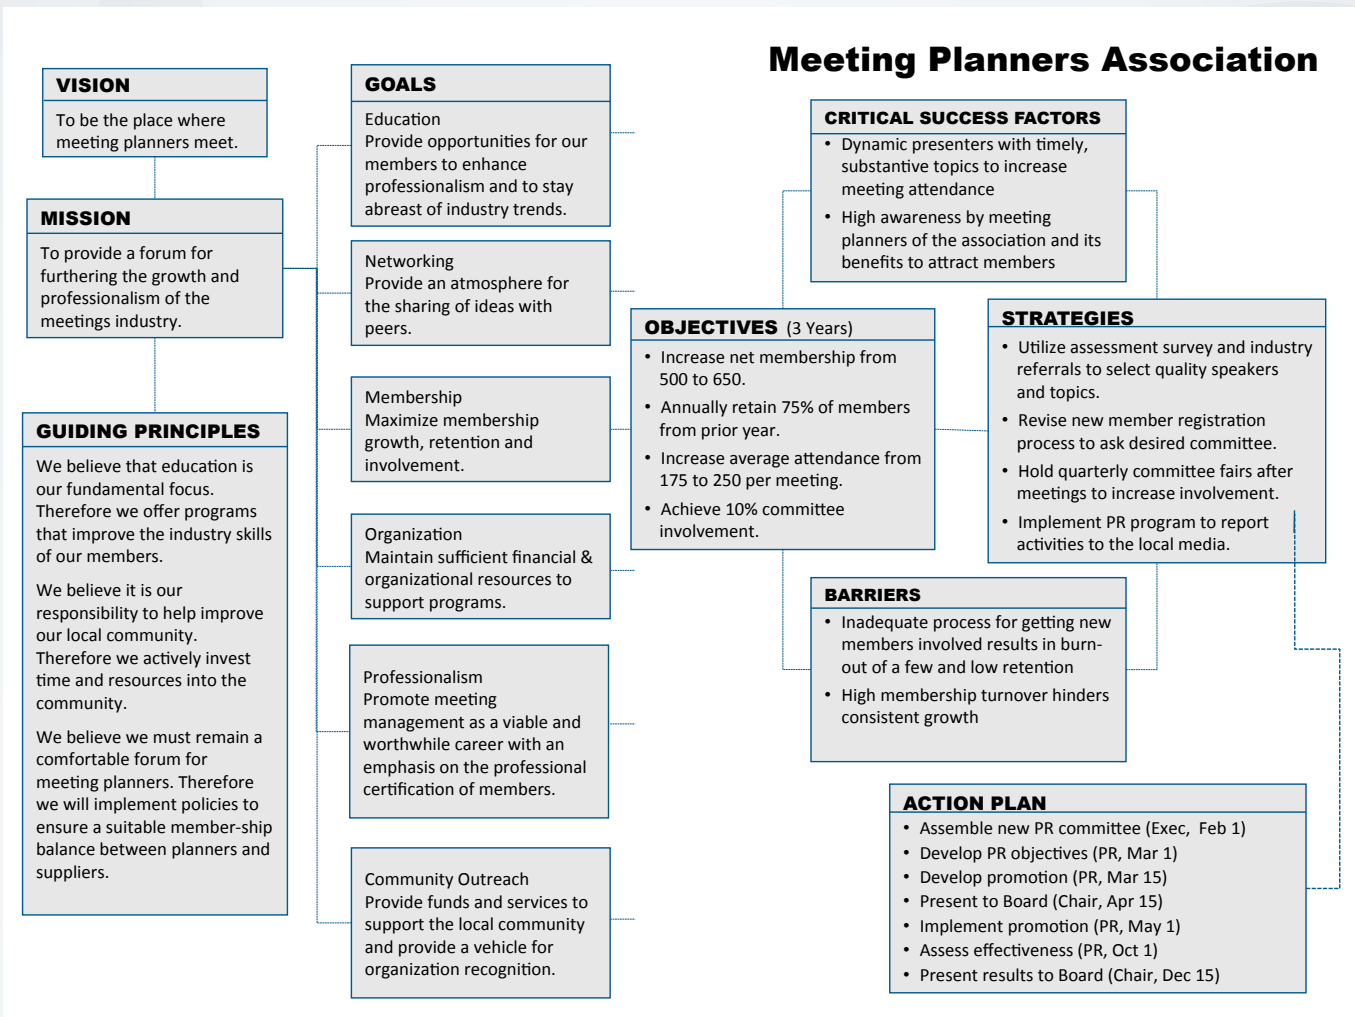 Meeting Planners Association
VISION
To be the place where
meeting planners meet.
MISSION
To provide a forum for
furthering the growth and
professionalism of the
meetings industry.
GUIDING PRINCIPLES
We believe that education is
our fundamental focus.
Therefore we offer programs
that improve the industry skills
of our members.
We believe it is our
responsibility to help improve
our local community.
Therefore we actively invest
time and resources into the
community.
We believe we must remain a
comfortable forum for
meeting planners. Therefore
we will implement policies to
ensure a suitable member-ship
balance between planners and
suppliers.
GOALS
Education
Provide opportunities for our
members to enhance
professionalism and to stay
abreast of industry trends.
Networking
Provide an atmosphere for
the sharing of ideas with
peers.
Membership
Maximize membership
growth, retention and
involvement.
Organization
Maintain sufficient financial &
organizational resources to
support programs.
Professionalism
Promote meeting
management as a viable and
worthwhile career with an
emphasis on the professional
certification of members.
Community Outreach
Provide funds and services to
support the local community
and provide a vehicle for
organization recognition.
OBJECTIVES (3 Years)
• Increase net membership from
500 to 650.
• Annually retain 75% of members
from prior year.
• Increase average attendance from
175 to 250 per meeting.
• Achieve 10% committee
involvement.
CRITICAL SUCCESS FACTORS
• Dynamic presenters with timely,
substantive topics to increase
meeting attendance
• High awareness by meeting
planners of the association and its
benefits to attract members
STRATEGIES
• Utilize assessment survey and industry
referrals to select quality speakers
and topics.
• Revise new member registration
process to ask desired committee.
• Hold quarterly committee fairs after
meetings to increase involvement.
• Implement PR program to report
activities to the local media.
BARRIERS
• Inadequate process for getting new
members involved results in burn-
out of a few and low retention
• High membership turnover hinders
consistent growth
ACTION PLAN
• Assemble new PR committee (Exec, Feb 1)
• Develop PR objectives (PR, Mar 1)
• Develop promotion (PR, Mar 15)
• Present to Board (Chair, Apr 15)
• Implement promotion (PR, May 1)
• Assess effectiveness (PR, Oct 1)
• Present results to Board (Chair, Dec 15)